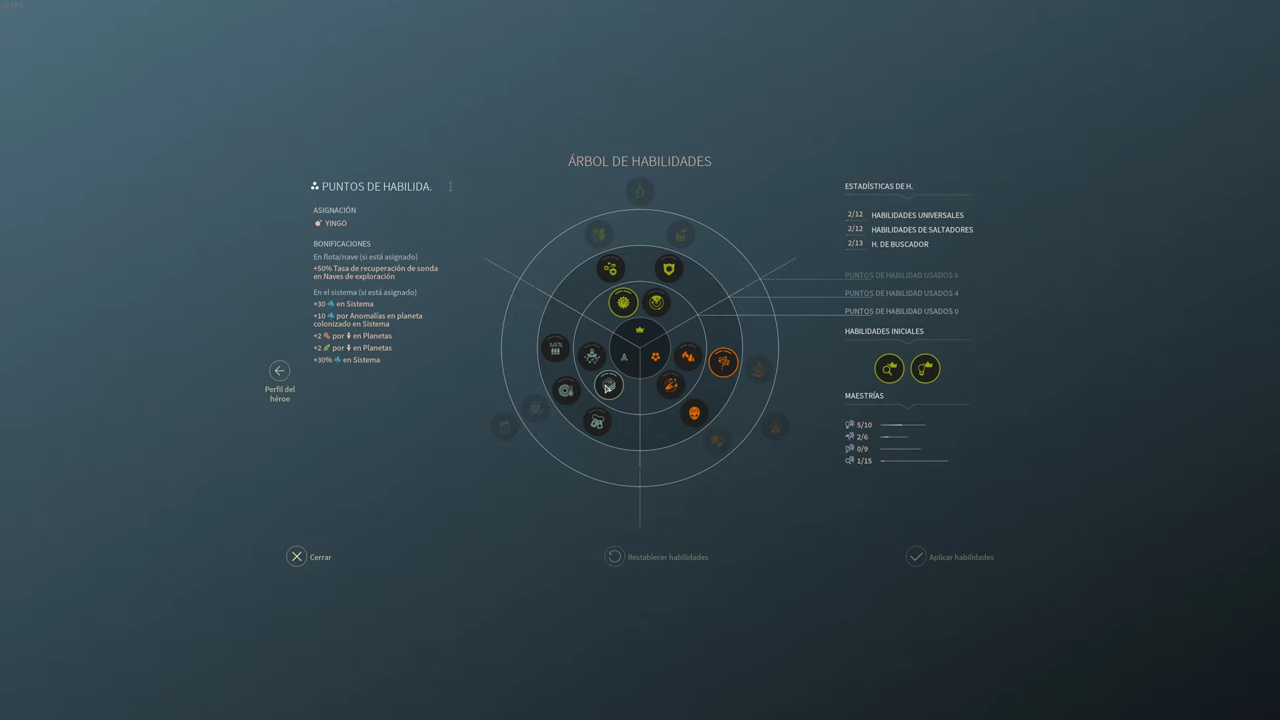 ÁRBOL DE HABILIDADES
PUNTOS DE HABILIDA. 1
ASIGNACIÓN
YINGO
BONIFICACIONES
En flota/nave (si está asignado)
+50% Tasa de recuperación de sonda
en Naves de exploración
En el sistema (si está asignado)
+30 en Sistema
+10 por Anomalías en planeta
colonizado en Sistema
+2 por en Planetas
+2 por en Planetas
+30% en Sistema
Perfil del
héroe
ESTADÍSTICAS DE H.
2/12 HABILIDADES UNIVERSALES
2/12 HABILIDADES DE SALTADORES
2/13 H. DE BUSCADOR
PUNTOS DE HABILIDAD USADOS 6
PUNTOS DE HABILIDAD USADOS 4
PUNTOS DE HABILIDAD USADOS 0
HABILIDADES INICIALES
MAESTRÍAS
5/10
2/6
0/9
1/15
Cerrar
Restablecer habilidades
Aplicar habilidades